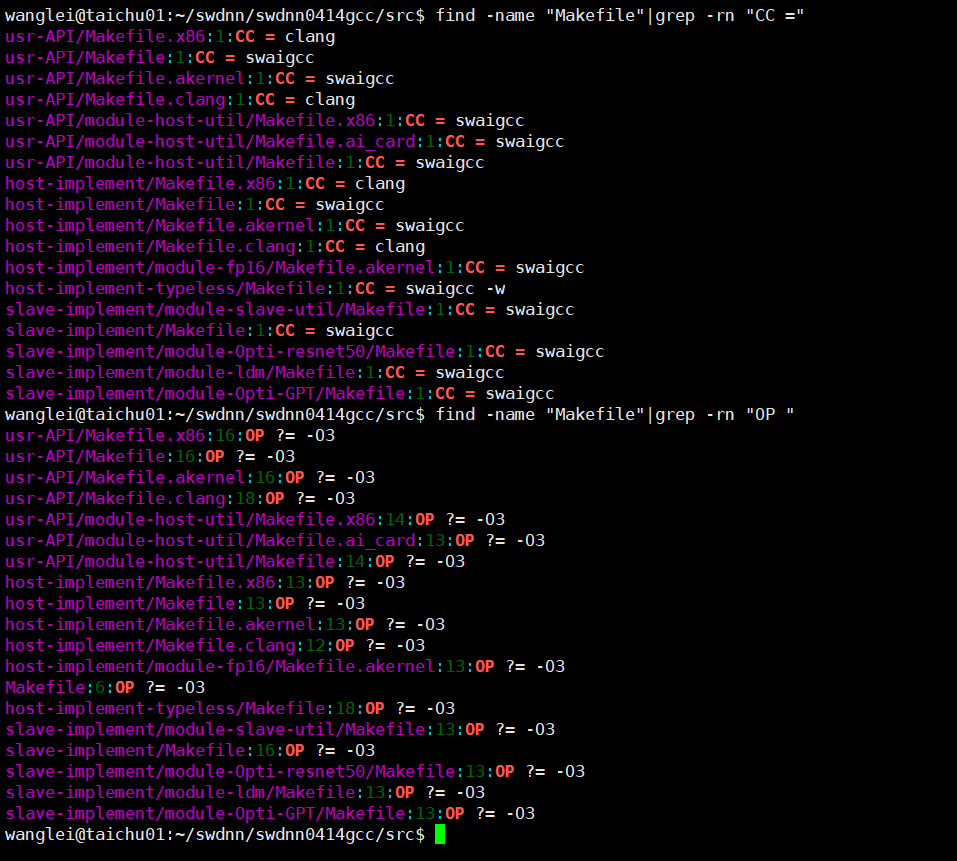 wanglei@taichu01:~/swdnn/swdnn0414gcc/src$ find -name "Makefile"|grep -rn "CC ="
usr-API/Makefile.x86:1:CC = clang
usr-API/Makefile:1:CC = swaigcc
usr-API/Makefile.akernel:1:CC = swaigcc
usr-API/Makefile.clang:1:CC = clang
usr-API/module-host-util/Makefile.x86:1:CC = swaigcc
usr-API/module-host-util/Makefile.ai_card:1:CC = swaigcc
usr-API/module-host-util/Makefile:1:CC = swaigcc
host-implement/Makefile.x86:1:CC = clang
host-implement/Makefile:1:CC = swaigcc
host-implement/Makefile.akernel:1:CC = swaigcc
host-implement/Makefile.clang:1:CC = clang
host-implement/module-fp16/Makefile.akernel:1:CC = swaigcc
host-implement-typeless/Makefile:1:CC = swaigcc -w
slave-implement/module-slave-util/Makefile:1:CC = swaigcc
slave-implement/Makefile:1:CC = swaigcc
slave-implement/module-Opti-resnet50/Makefile:1:CC = swaigcc
slave-implement/module-ldm/Makefile:1:CC = swaigcc
slave-implement/module-Opti-GPT/Makefile:1:CC = swaigcc
wanglei@taichu01:~/swdnn/swdnn0414gcc/src$ find -name "Makefile"|grep -rn "OP "
usr-API/Makefile.x86:16:OP ?= -O3
usr-API/Makefile:16:OP ?= -O3
usr-API/Makefile.akernel:16:OP ?= -O3
usr-API/Makefile.clang:18:OP ?= -O3
usr-API/module-host-util/Makefile.x86:14:OP ?= -O3
usr-API/module-host-util/Makefile.ai_card:13:OP ?= -O3
usr-API/module-host-util/Makefile:14:OP ?= -O3
host-implement/Makefile.x86:13:OP ?= -O3
host-implement/Makefile:13:OP ?= -O3
host-implement/Makefile.akernel:13:OP ?= -O3
host-implement/Makefile.clang:12:OP ?= -O3
host-implement/module-fp16/Makefile.akernel:13:OP ?= -O3
Makefile:6:OP ?= -O3
host-implement-typeless/Makefile:18:OP ?= -O3
slave-implement/module-slave-util/Makefile:13:OP ?= -O3
slave-implement/Makefile:16:OP ?= -O3
slave-implement/module-Opti-resnet50/Makefile:13:OP ?= -O3
slave-implement/module-ldm/Makefile:13:OP ?= -O3
slave-implement/module-Opti-GPT/Makefile:13:OP ?= -O3
wanglei@taichu01:~/swdnn/swdnn0414gcc/src$